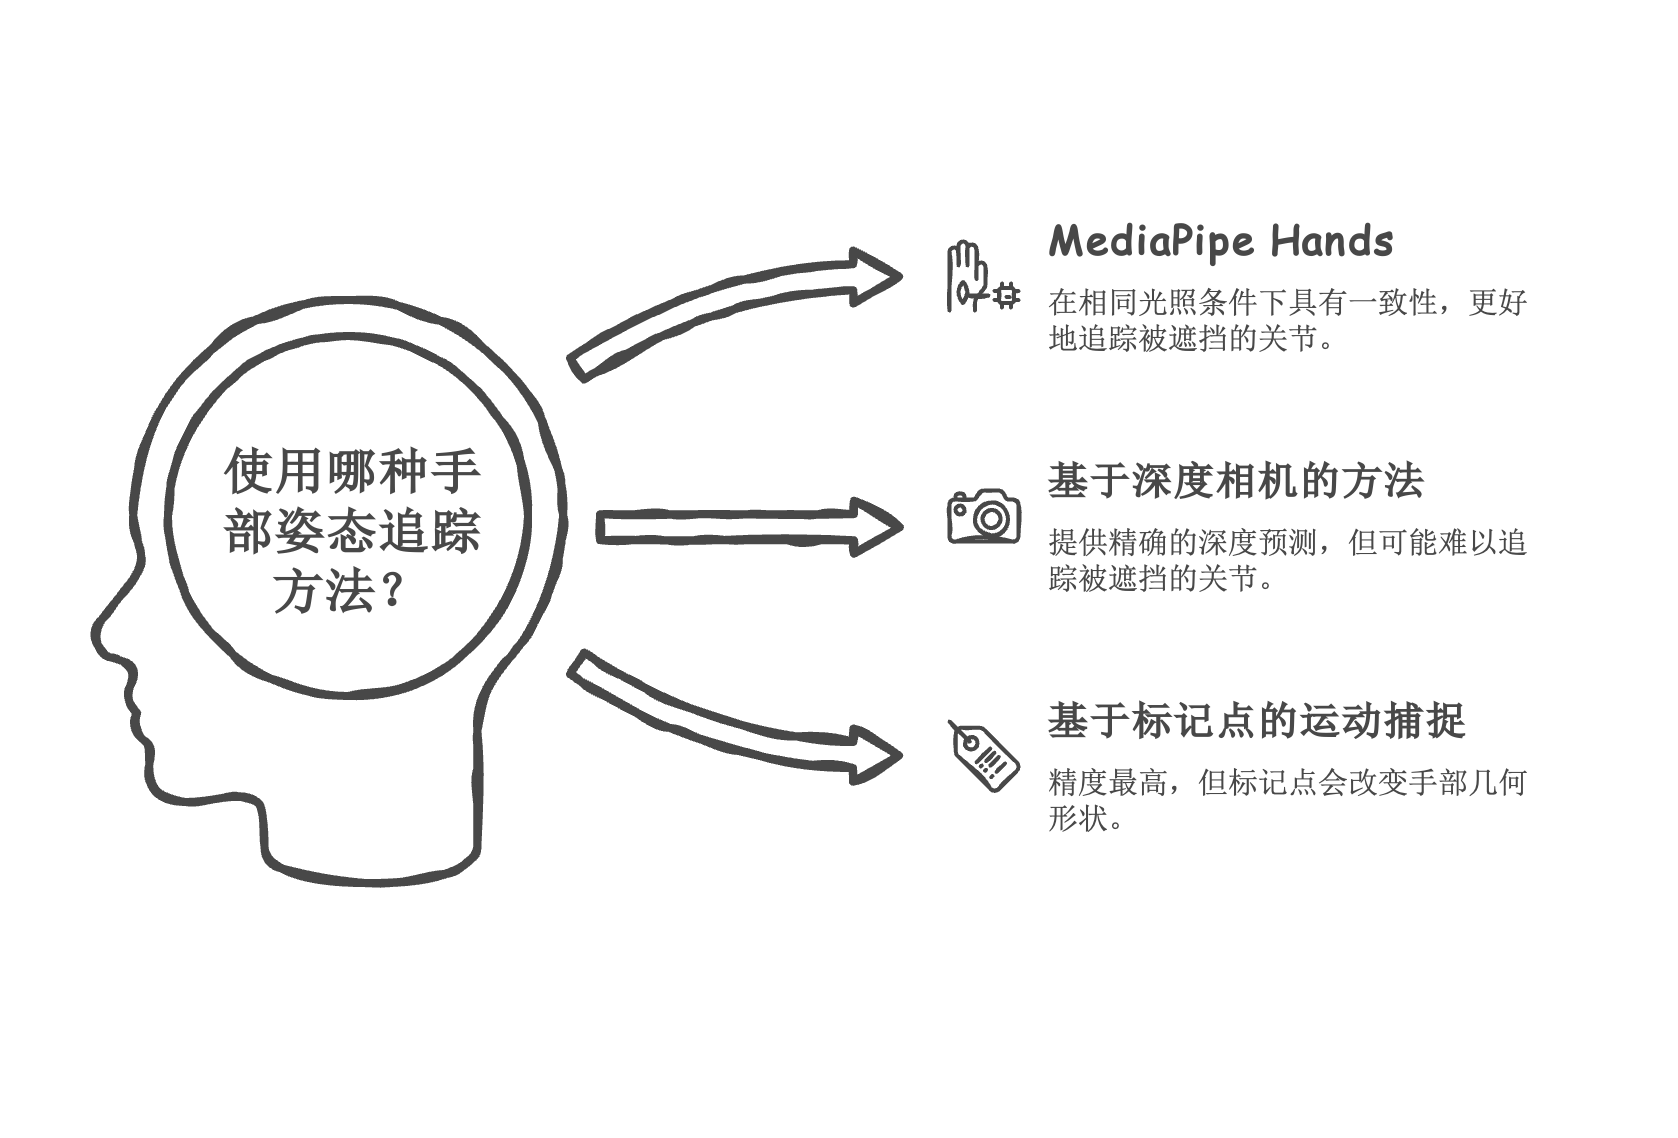 使用哪种手
部姿态追踪
方法？
MediaPipe Hands
在相同光照条件下具有一致性，更好
地追踪被遮挡的关节。
基于深度相机的方法
提供精确的深度预测，但可能难以追
踪被遮挡的关节。
基于标记点的运动捕捉
精度最高，但标记点会改变手部几何
形状。